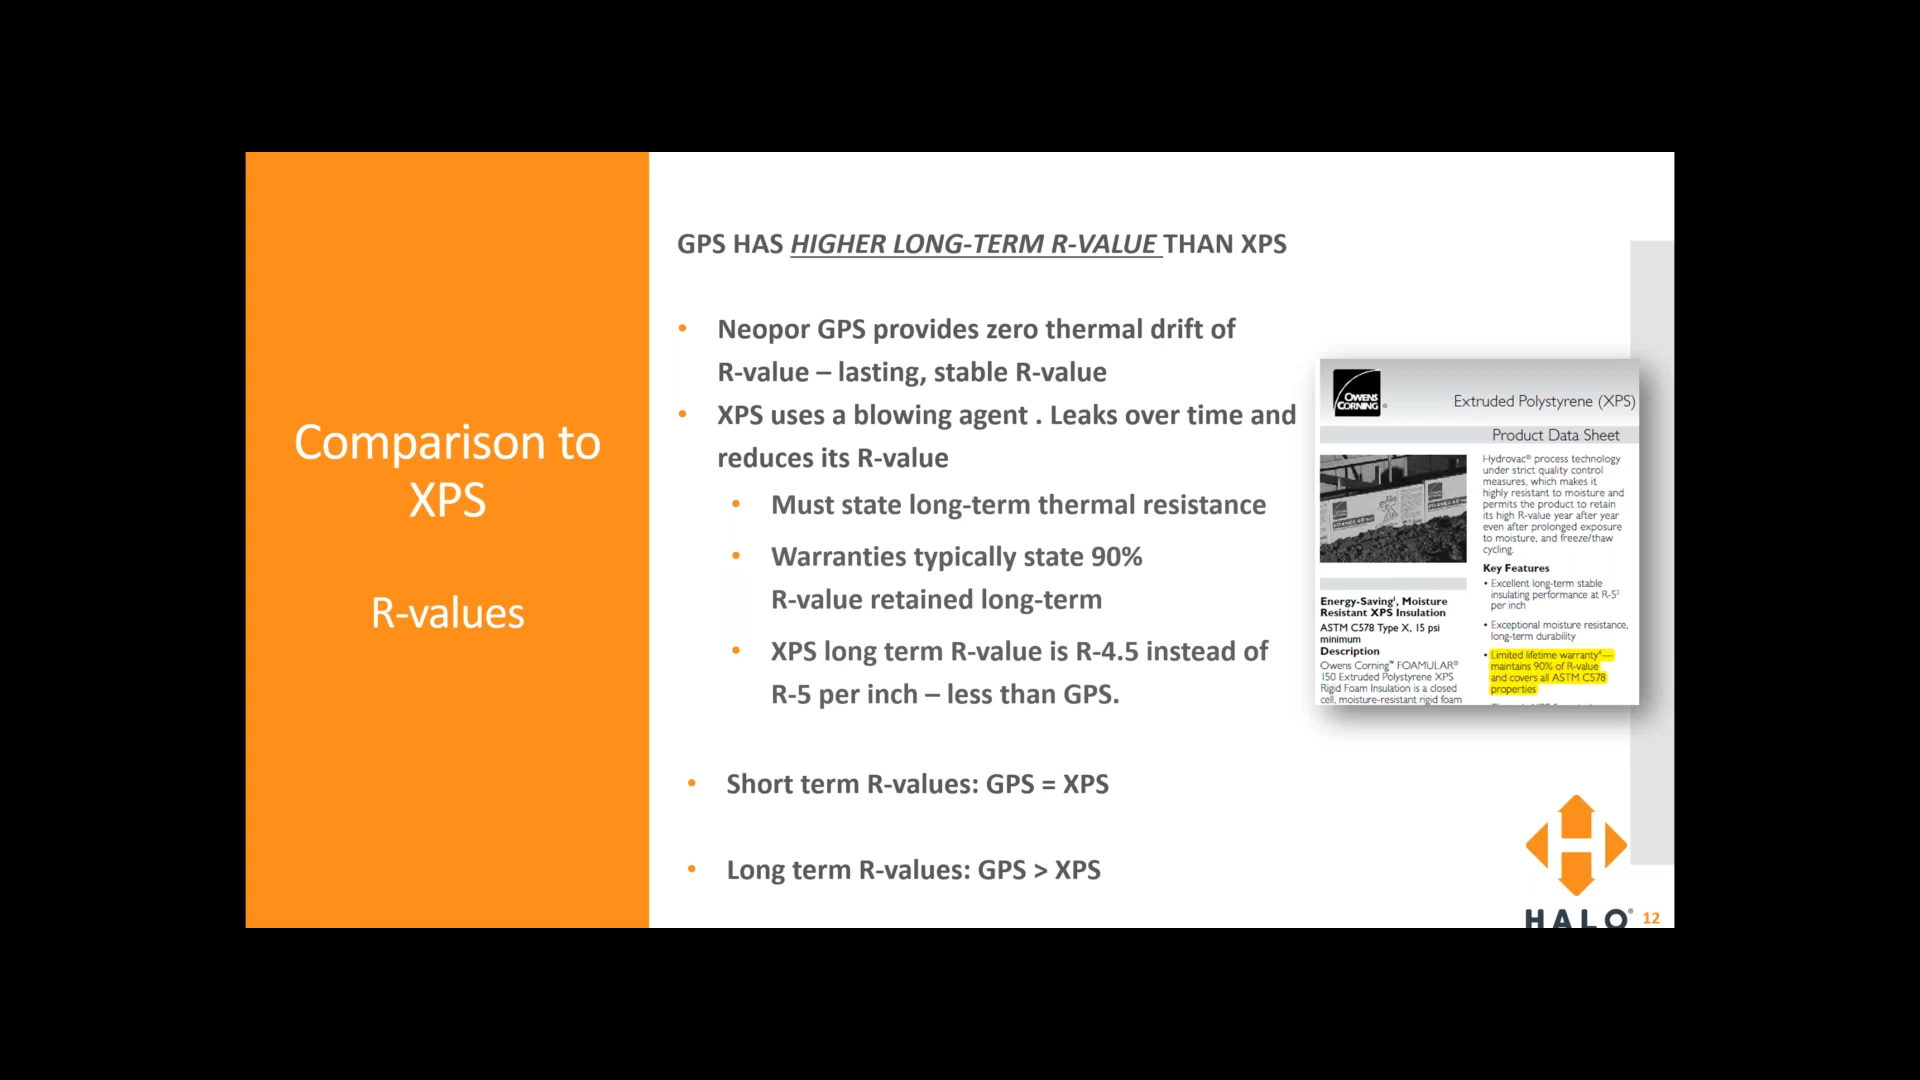 Comparison to
XPS
R-values
GPS HAS HIGHER LONG-TERM R-VALUE THAN XPS
• Neopor GPS provides zero thermal drift of
R-value – lasting, stable R-value
• XPS uses a blowing agent . Leaks over time and
reduces its R-value
• Must state long-term thermal resistance
• Warranties typically state 90%
R-value retained long-term
• XPS long term R-value is R-4.5 instead of
R-5 per inch – less than GPS.
• Short term R-values: GPS = XPS
• Long term R-values: GPS > XPS
OWENS
CORNING
Extruded Polystyrene (XPS)
Product Data Sheet
Energy-Saving¹, Moisture
Resistant XPS Insulation
ASTM C578 Type X, 15 psi
minimum
Description
Owens Corning™ FOAMULAR®
150 Extruded Polystyrene XPS
Rigid Foam Insulation is a closed
cell, moisture-resistant rigid foam
Hydrovac® process technology
under strict quality control
measures, which makes it
highly resistant to moisture and
permits the product to retain
its high R-value year after year
even after prolonged exposure
to moisture, and freeze/thaw
cycling.
Key Features
• Excellent long-term stable
insulating performance at R-5²
per inch
• Exceptional moisture resistance,
long-term durability
• Limited lifetime warranty⁴—
maintains 90% of R-value
and covers all ASTM C578
properties
HALO® 12